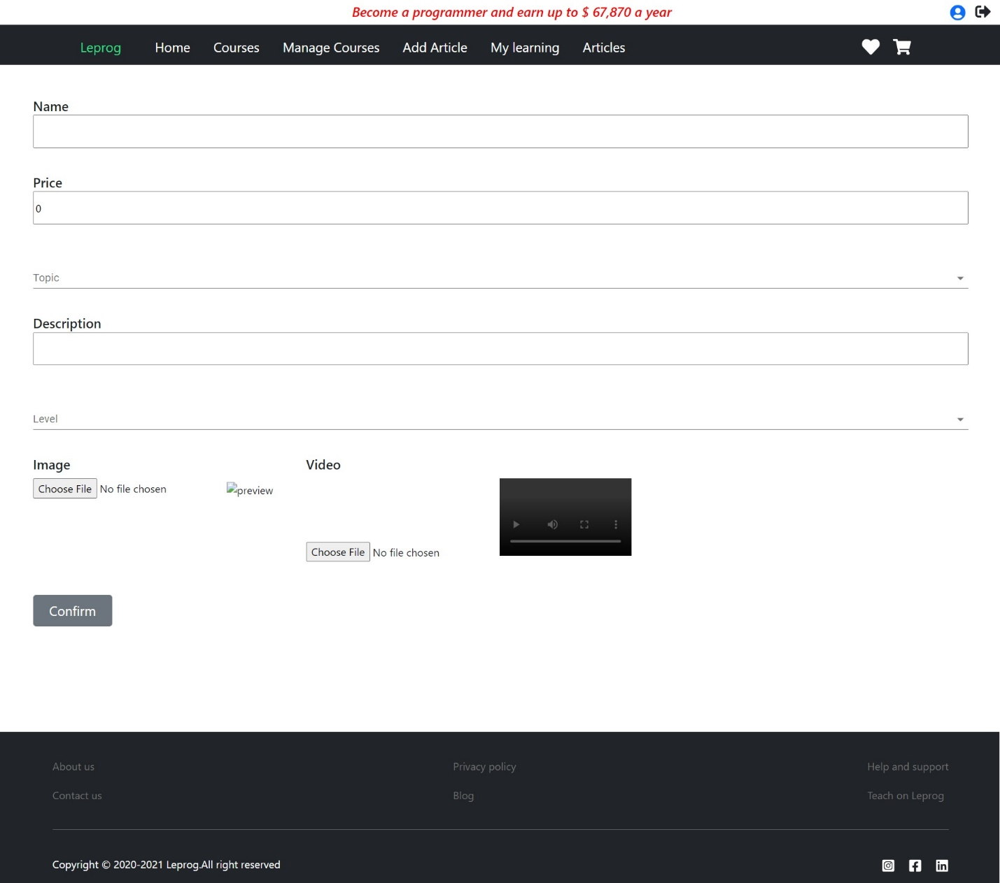 Become a programmer and earn up to $ 67,870 a year
Leprog Home Courses Manage Courses Add Article My learning Articles
Name
Price
0
Topic
Description
Level
Image Video
Choose File No file chosen preview
Choose File No file chosen
Confirm
About us Privacy policy Help and support
Contact us Blog Teach on Leprog
Copyright © 2020-2021 Leprog.All right reserved